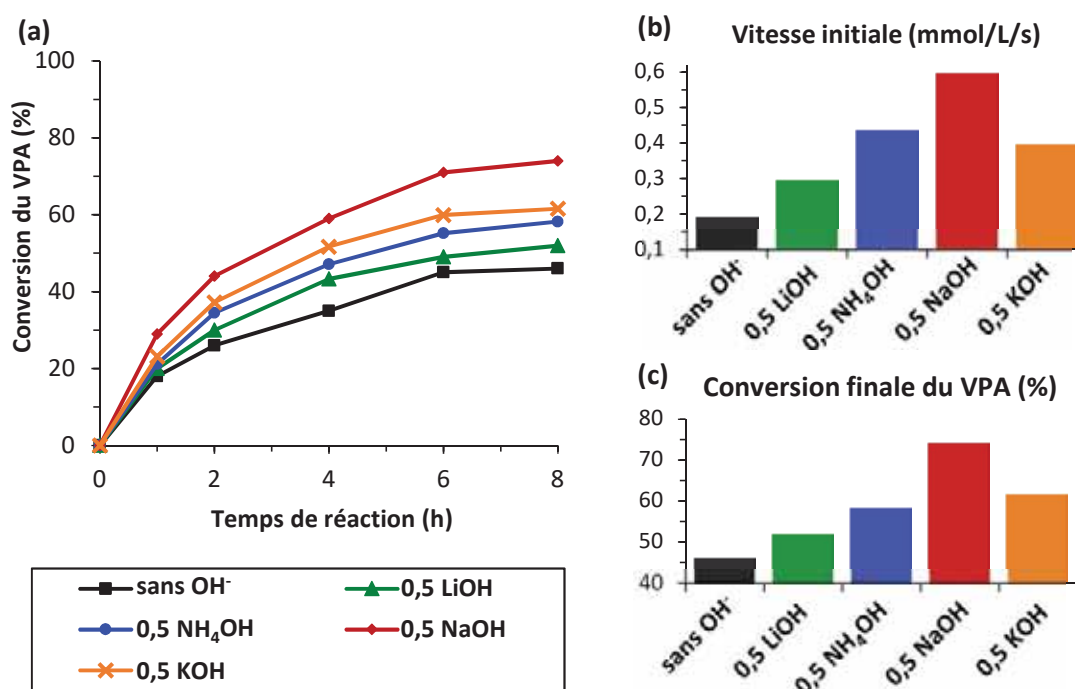 (a)
100
80
60
40
20
0
Conversion du VPA (%)
0 2 4 6 8
Temps de réaction (h)
sans OH⁻
0,5 LiOH
0,5 NH₄OH
0,5 NaOH
0,5 KOH
(b)
Vitesse initiale (mmol/L/s)
0,6
0,5
0,4
0,3
0,2
0,1
sans OH⁻
0,5 LiOH
0,5 NH₄OH
0,5 NaOH
0,5 KOH
(c)
Conversion finale du VPA (%)
80
70
60
50
40
sans OH⁻
0,5 LiOH
0,5 NH₄OH
0,5 NaOH
0,5 KOH